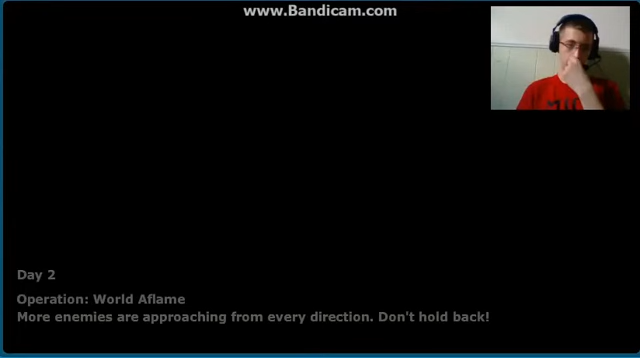 www.Bandicam.com
Day 2
Operation: World Aflame
More enemies are approaching from every direction. Don't hold back!